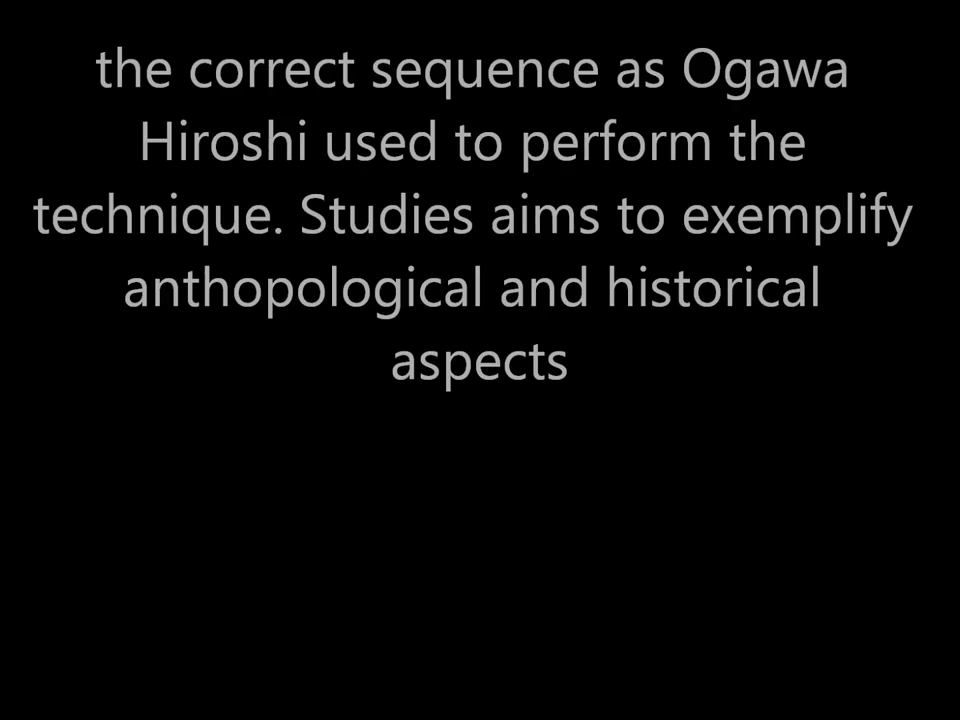 the correct sequence as Ogawa
Hiroshi used to perform the
technique. Studies aims to exemplify
anthopological and historical
aspects